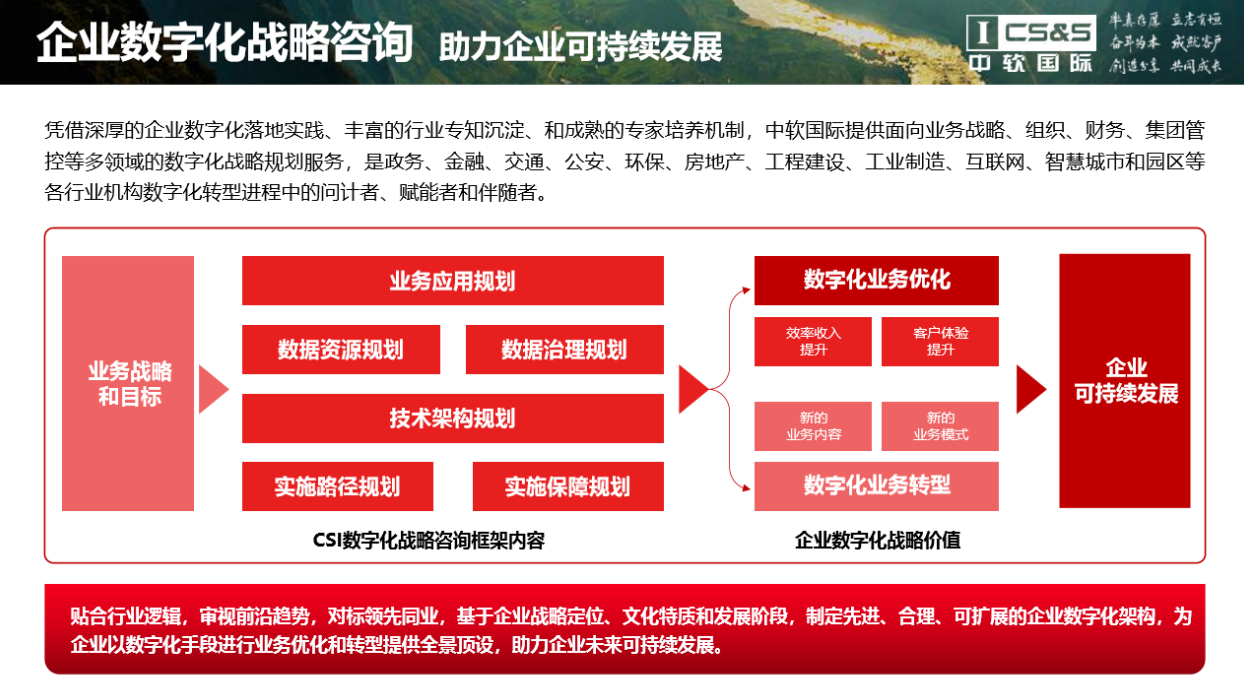 企业数字化战略咨询 助力企业可持续发展
I CS&S
中软国际
率真存厚 立志有恒
奋斗为本 成就客户
创造分享 共同成长
凭借深厚的企业数字化落地实践、丰富的行业专知沉淀、和成熟的专家培养机制，中软国际提供面向业务战略、组织、财务、集团管
控等多领域的数字化战略规划服务，是政务、金融、交通、公安、环保、房地产、工程建设、工业制造、互联网、智慧城市和园区等
各行业机构数字化转型进程中的问计者、赋能者和伴随者。
业务战略
和目标
业务应用规划
数据资源规划
数据治理规划
技术架构规划
实施路径规划
实施保障规划
CSI数字化战略咨询框架内容
数字化业务优化
效率收入
提升
客户体验
提升
新的
业务内容
新的
业务模式
数字化业务转型
企业数字化战略价值
企业
可持续发展
贴合行业逻辑，审视前沿趋势，对标领先同业，基于企业战略定位、文化特质和发展阶段，制定先进、合理、可扩展的企业数字化架构，为
企业以数字化手段进行业务优化和转型提供全景顶设，助力企业未来可持续发展。